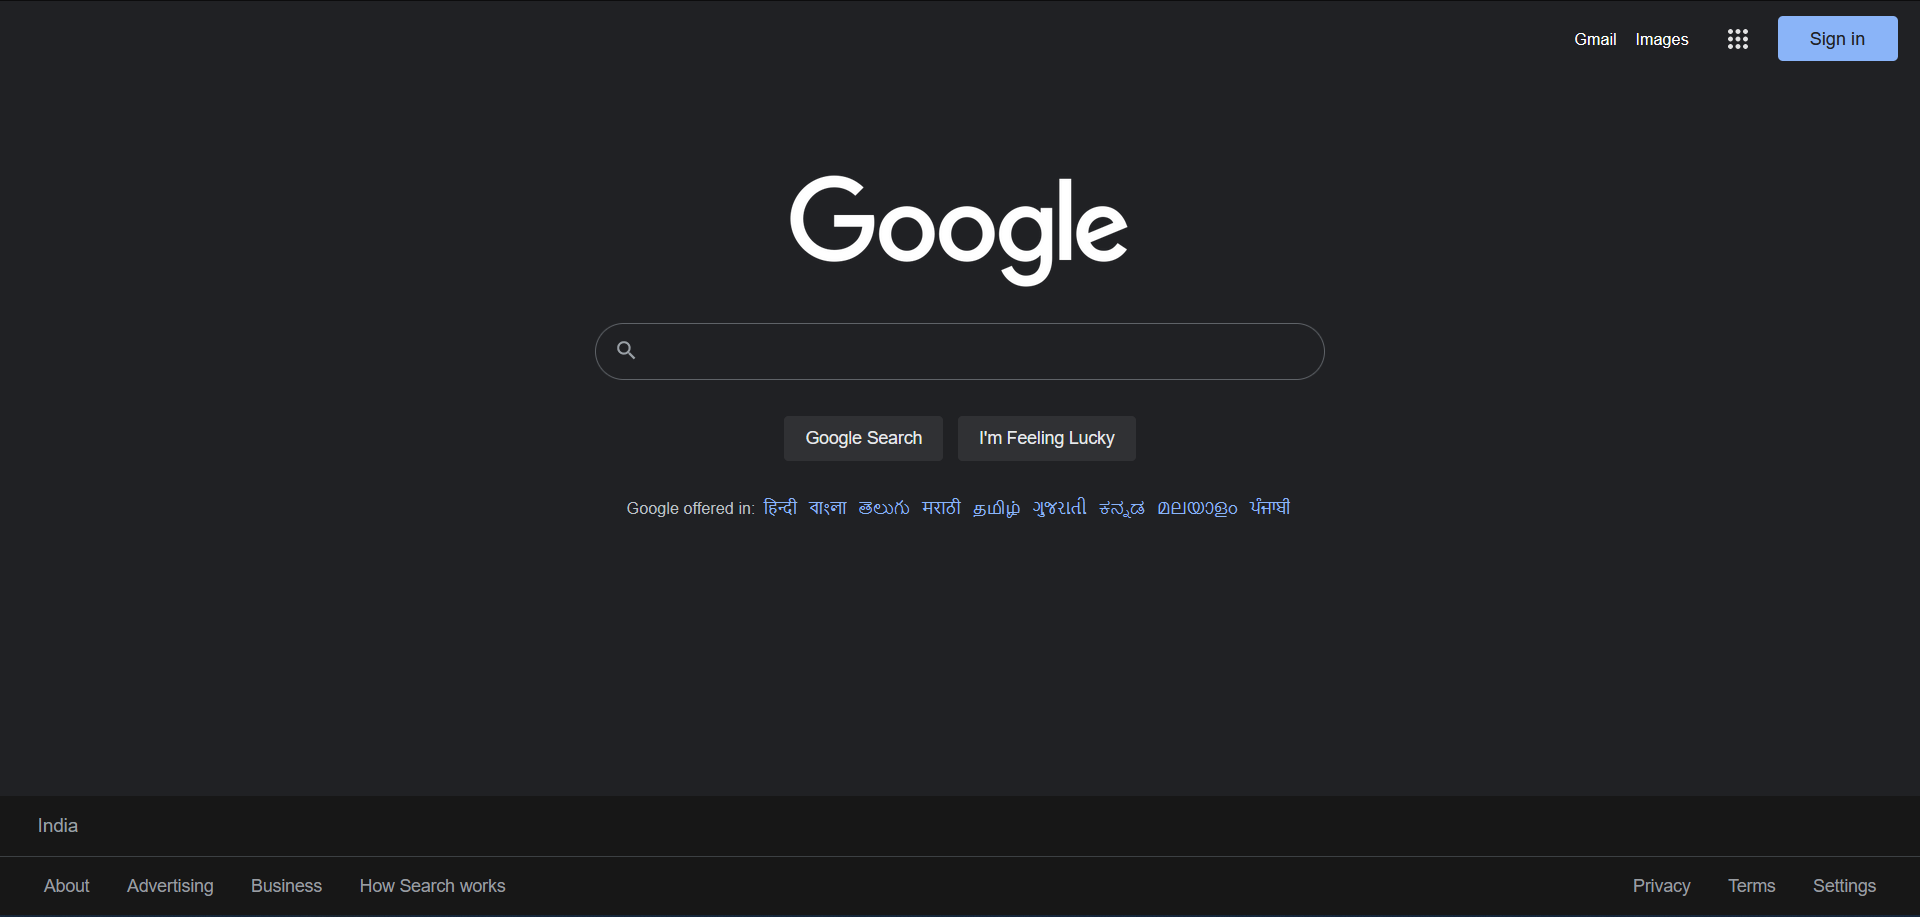 Gmail Images Sign in
Google
Google Search I'm Feeling Lucky
Google offered in: हिन्दी বাংলা తెలుగు मराठी தமிழ் ગુજરાતી ಕನ್ನಡ മലയാളം ਪੰਜਾਬੀ
India
About Advertising Business How Search works Privacy Terms Settings